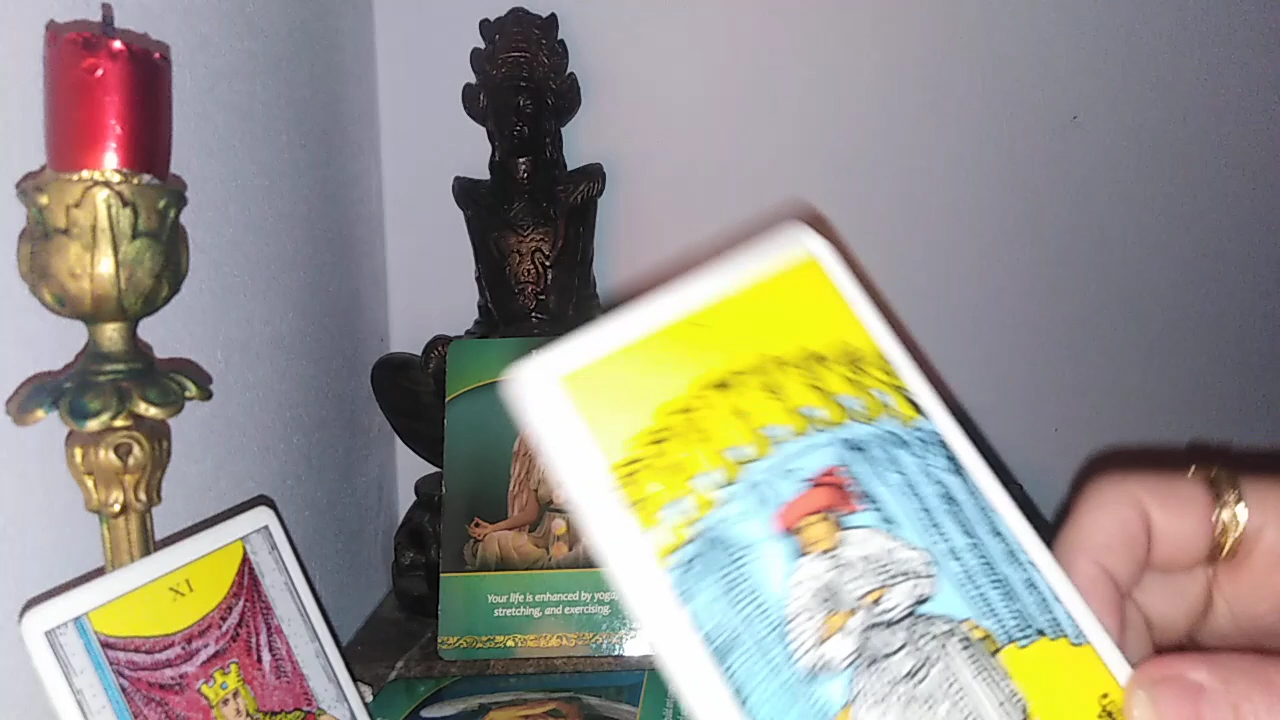 XI
Your life is enhanced by yoga,
stretching, and exercising.